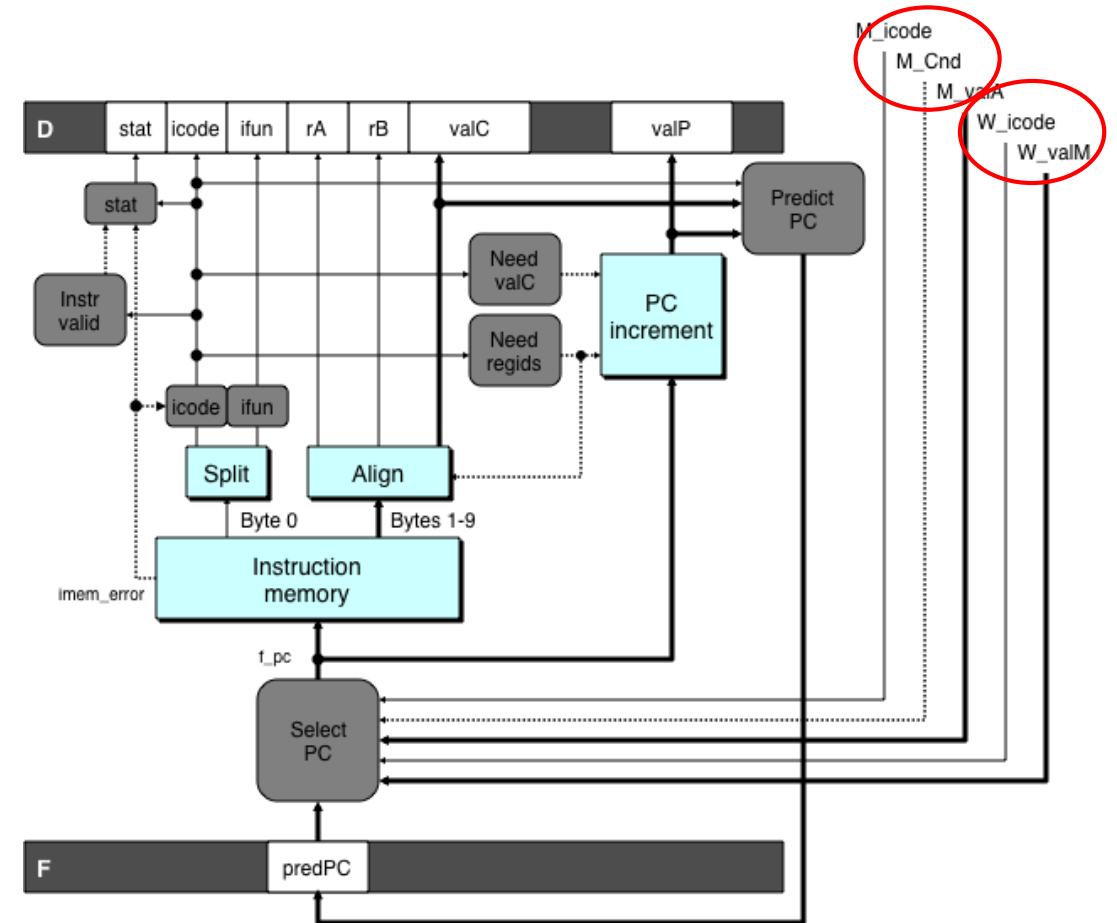 M_icode
M_Cnd
M_valA
W_icode
W_valM
D
stat
icode
ifun
rA
rB
valC
valP
stat
Predict
PC
Need
valC
PC
increment
Instr
valid
Need
regids
icode
ifun
Split
Align
Byte 0
Bytes 1-9
Instruction
memory
imem_error
f_pc
Select
PC
F
predPC